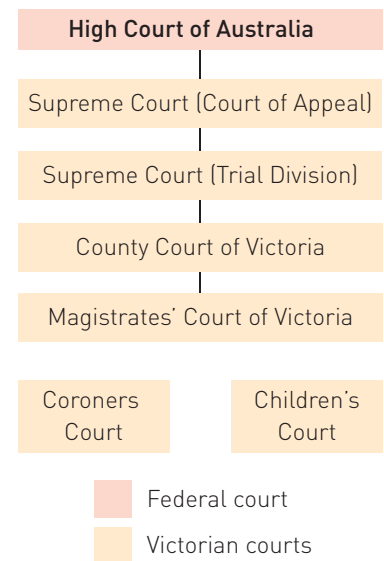 High Court of Australia
Supreme Court (Court of Appeal)
Supreme Court (Trial Division)
County Court of Victoria
Magistrates’ Court of Victoria
Coroners
Court
Children’s
Court
Federal court
Victorian courts